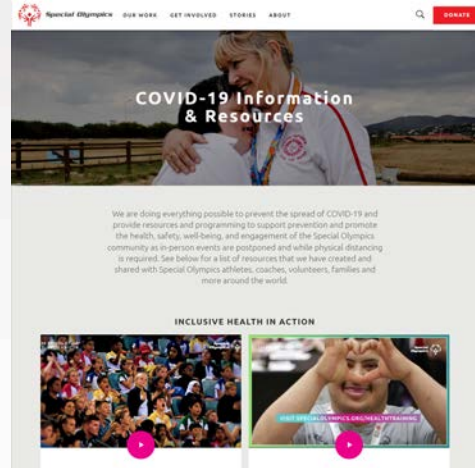 Special Olympics OUR WORK GET INVOLVED STORIES ABOUT DONATE
COVID-19 Information
& Resources
We are doing everything possible to prevent the spread of COVID-19 and
provide resources and programming to support prevention and promote
the health, safety, well-being, and engagement of the Special Olympics
community as in-person events are postponed and while physical distancing
is required. See below for a list of resources that we have created and
shared with Special Olympics athletes, coaches, volunteers, families and
more around the world.
INCLUSIVE HEALTH IN ACTION
Special
Olympics
Special
Olympics
VISIT SPECIALOLYMPICS.ORG/HEALTHTRAINING